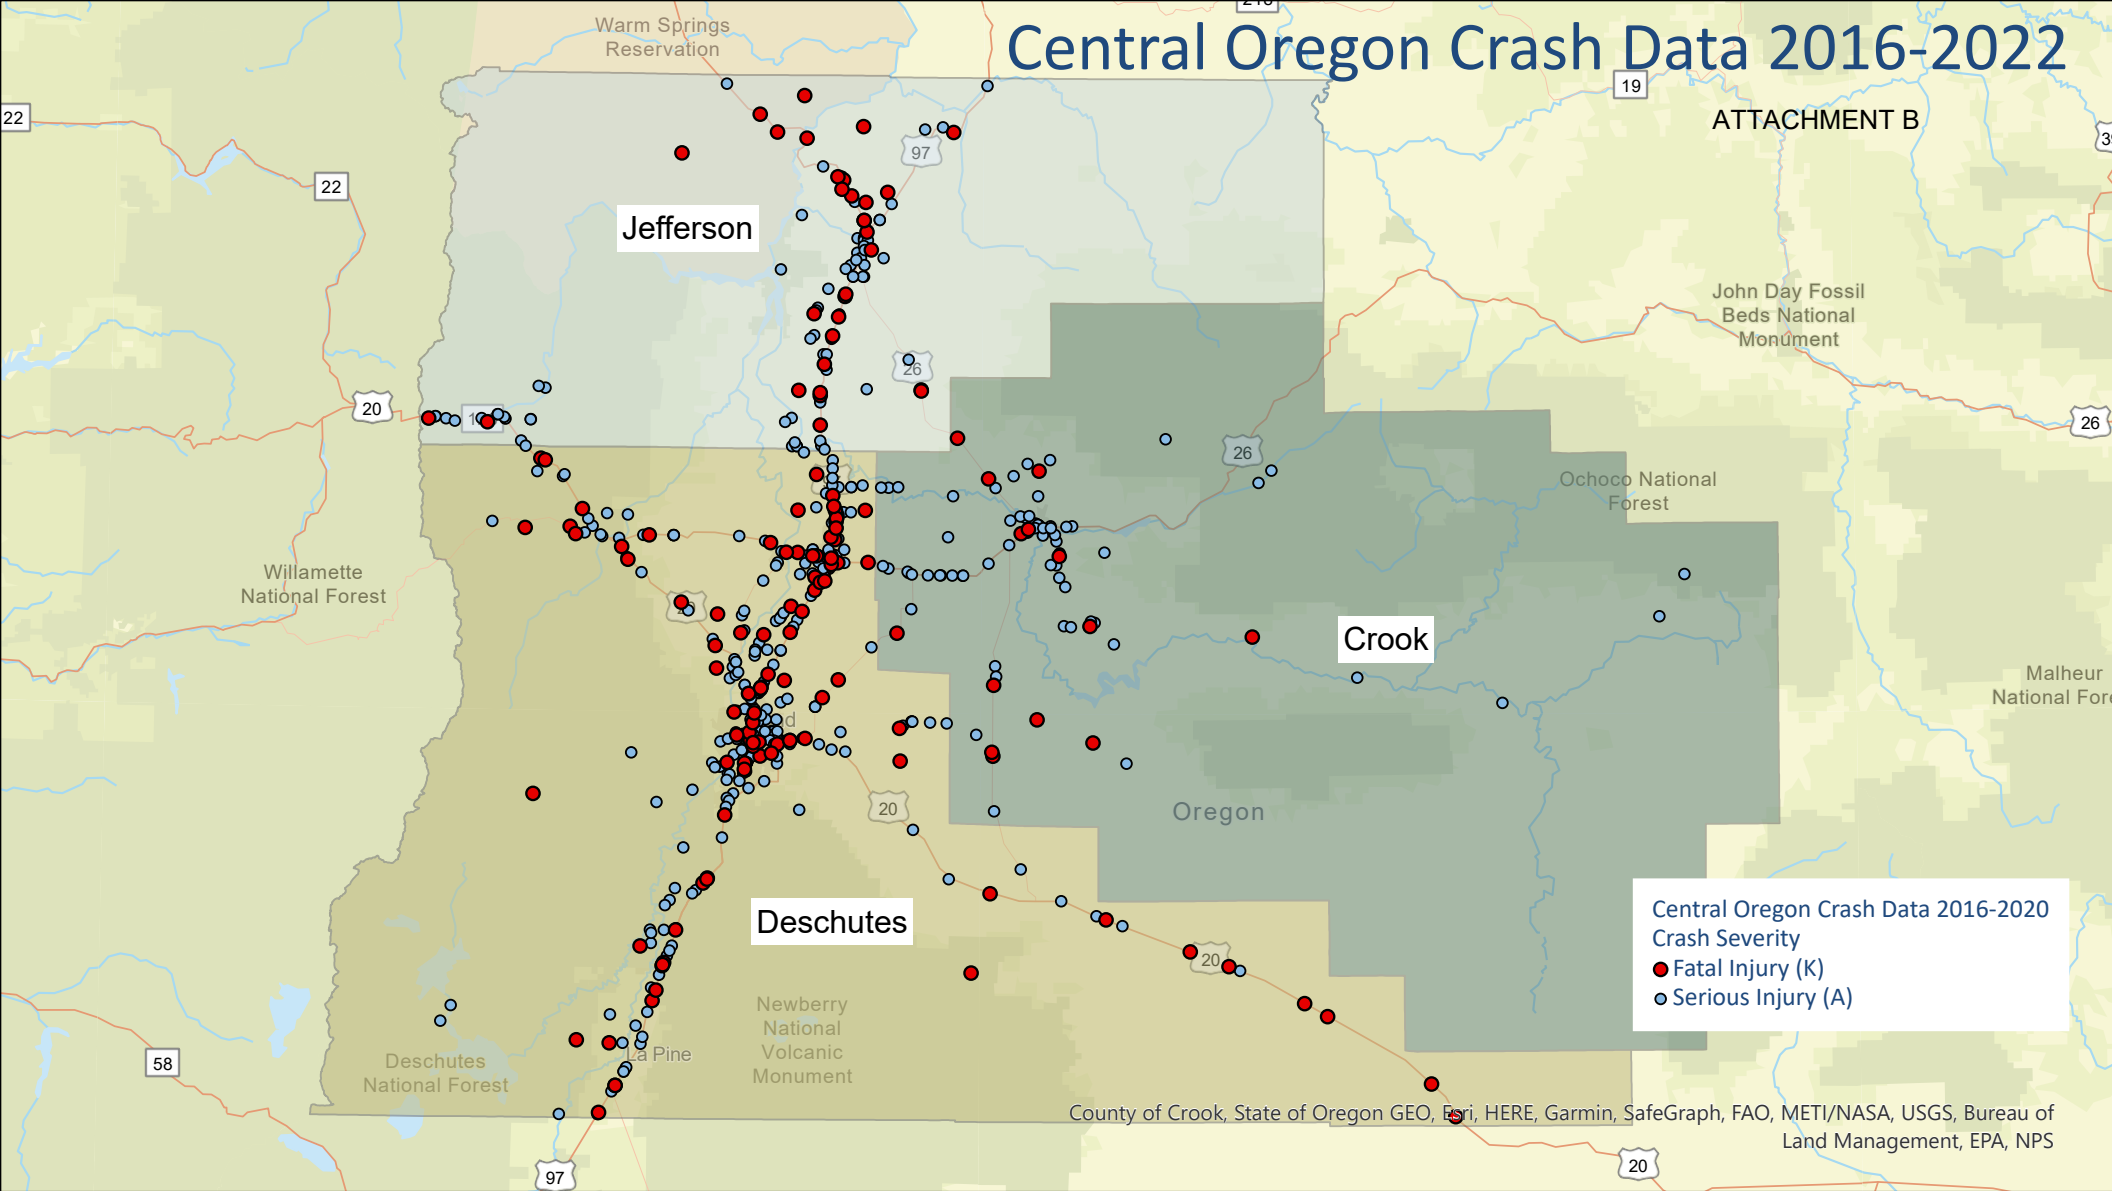 Central Oregon Crash Data 2016-2022
ATTACHMENT B
Warm Springs
Reservation
19
22
22
97
Jefferson
John Day Fossil
Beds National
Monument
26
20
26
26
Ochoco National
Forest
Willamette
National Forest
Crook
Malheur
Oregon
20
Deschutes
Central Oregon Crash Data 2016-2020
Crash Severity
Fatal Injury (K)
Serious Injury (A)
20
Newberry
National
Volcanic
Monument
La Pine
Deschutes
National Forest
58
County of Crook, State of Oregon GEO, Esri, HERE, Garmin, SafeGraph, FAO, METI/NASA, USGS, Bureau of
Land Management, EPA, NPS
97
20